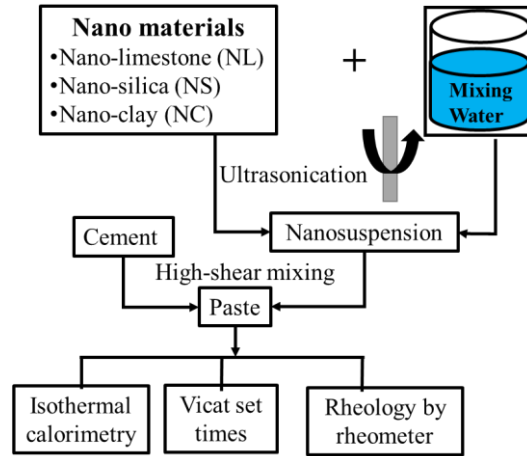 Nano materials
•Nano-limestone (NL)
•Nano-silica (NS)
•Nano-clay (NC)
+
Mixing
Water
Ultrasonication
Nanosuspension
Cement
High-shear mixing
Paste
Isothermal
calorimetry
Vicat set
times
Rheology by
rheometer